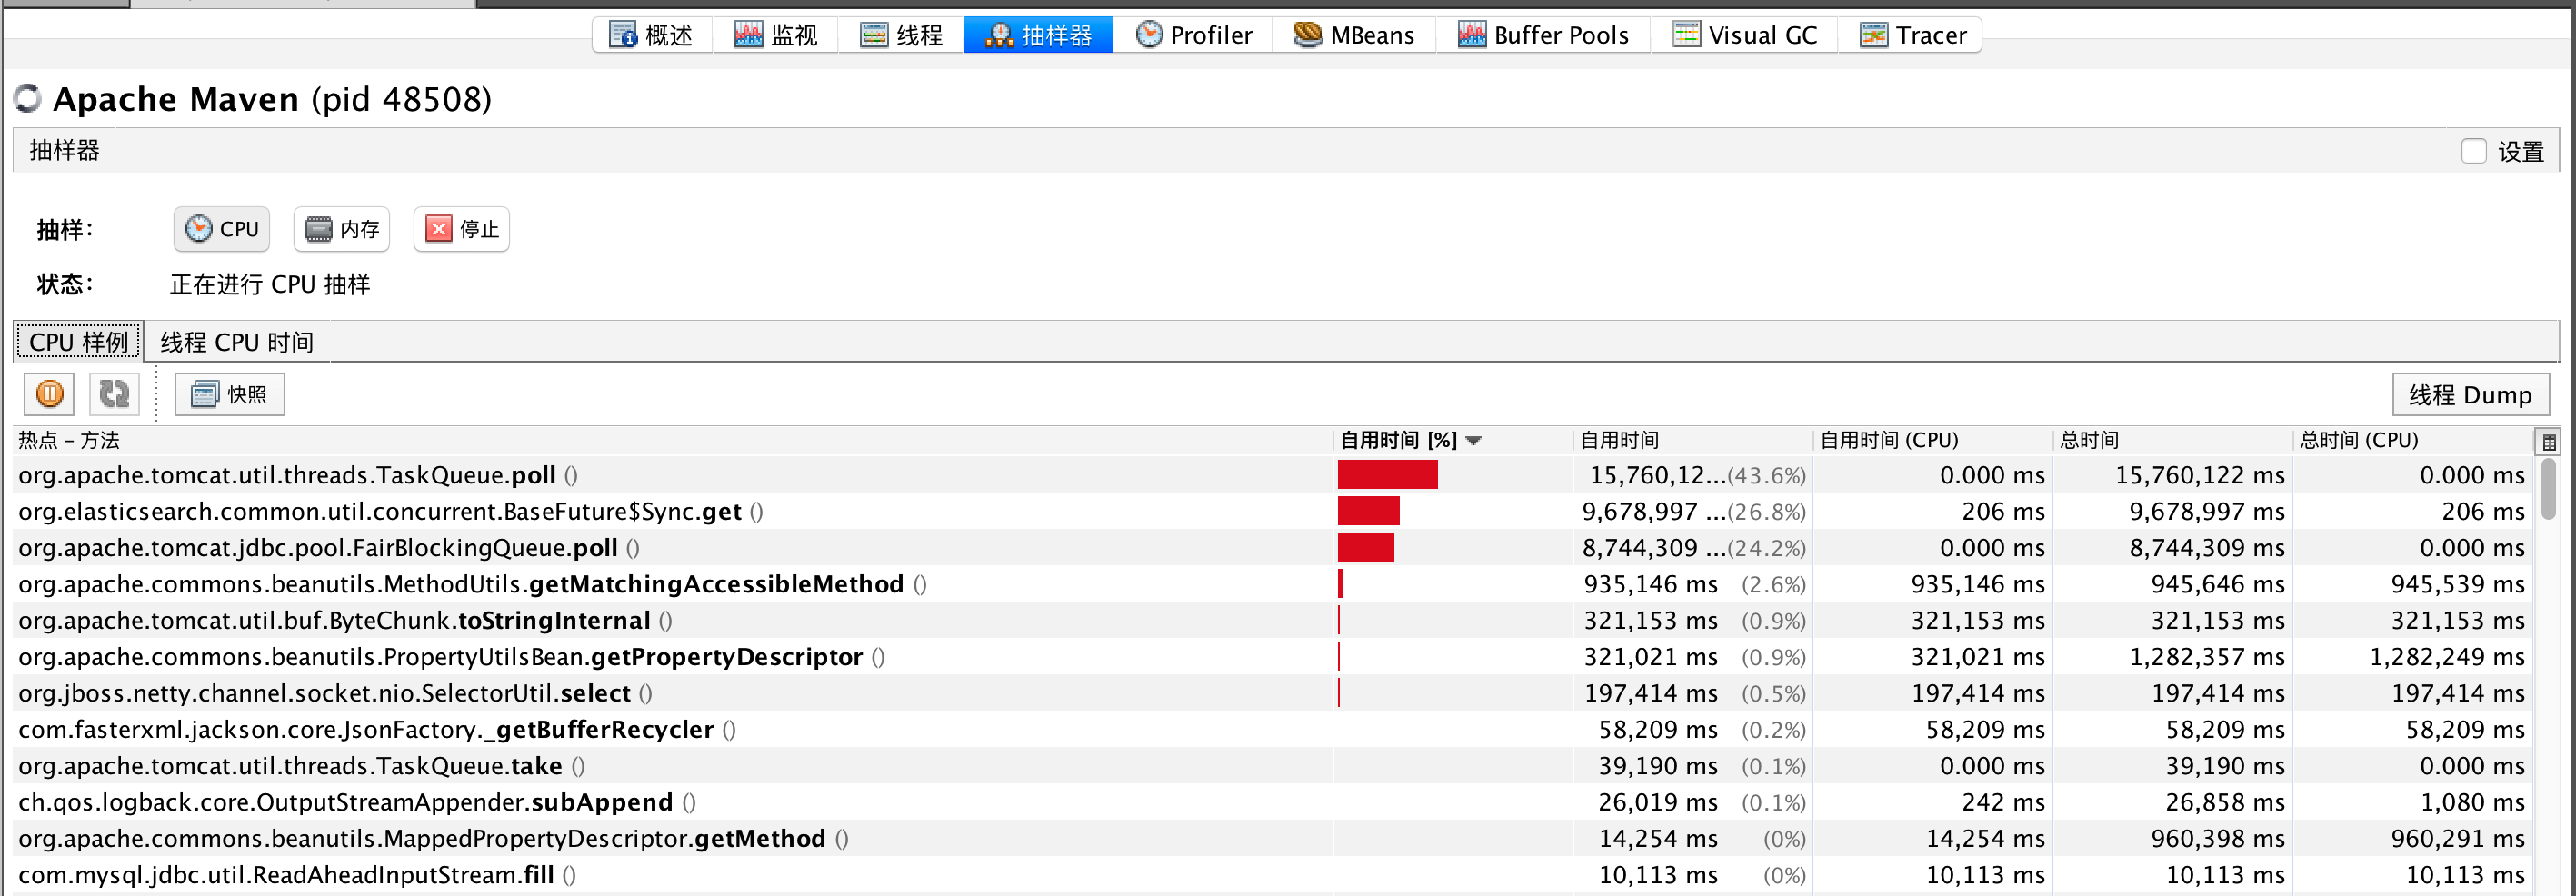 概述 监视 线程 抽样器 Profiler MBeans Buffer Pools Visual GC Tracer
Apache Maven (pid 48508)
抽样器 设置
抽样： CPU 内存 停止
状态： 正在进行 CPU 抽样
CPU 样例 线程 CPU 时间
快照 线程 Dump
热点 – 方法 自用时间 [%] 自用时间 自用时间 (CPU) 总时间 总时间 (CPU)
org.apache.tomcat.util.threads.TaskQueue.poll () 15,760,12...(43.6%) 0.000 ms 15,760,122 ms 0.000 ms
org.elasticsearch.common.util.concurrent.BaseFuture$Sync.get () 9,678,997 ...(26.8%) 206 ms 9,678,997 ms 206 ms
org.apache.tomcat.jdbc.pool.FairBlockingQueue.poll () 8,744,309 ...(24.2%) 0.000 ms 8,744,309 ms 0.000 ms
org.apache.commons.beanutils.MethodUtils.getMatchingAccessibleMethod () 935,146 ms (2.6%) 935,146 ms 945,646 ms 945,539 ms
org.apache.tomcat.util.buf.ByteChunk.toStringInternal () 321,153 ms (0.9%) 321,153 ms 321,153 ms 321,153 ms
org.apache.commons.beanutils.PropertyUtilsBean.getPropertyDescriptor () 321,021 ms (0.9%) 321,021 ms 1,282,357 ms 1,282,249 ms
org.jboss.netty.channel.socket.nio.SelectorUtil.select () 197,414 ms (0.5%) 197,414 ms 197,414 ms 197,414 ms
com.fasterxml.jackson.core.JsonFactory._getBufferRecycler () 58,209 ms (0.2%) 58,209 ms 58,209 ms 58,209 ms
org.apache.tomcat.util.threads.TaskQueue.take () 39,190 ms (0.1%) 0.000 ms 39,190 ms 0.000 ms
ch.qos.logback.core.OutputStreamAppender.subAppend () 26,019 ms (0.1%) 242 ms 26,858 ms 1,080 ms
org.apache.commons.beanutils.MappedPropertyDescriptor.getMethod () 14,254 ms (0%) 14,254 ms 960,398 ms 960,291 ms
com.mysql.jdbc.util.ReadAheadInputStream.fill () 10,113 ms (0%) 10,113 ms 10,113 ms 10,113 ms